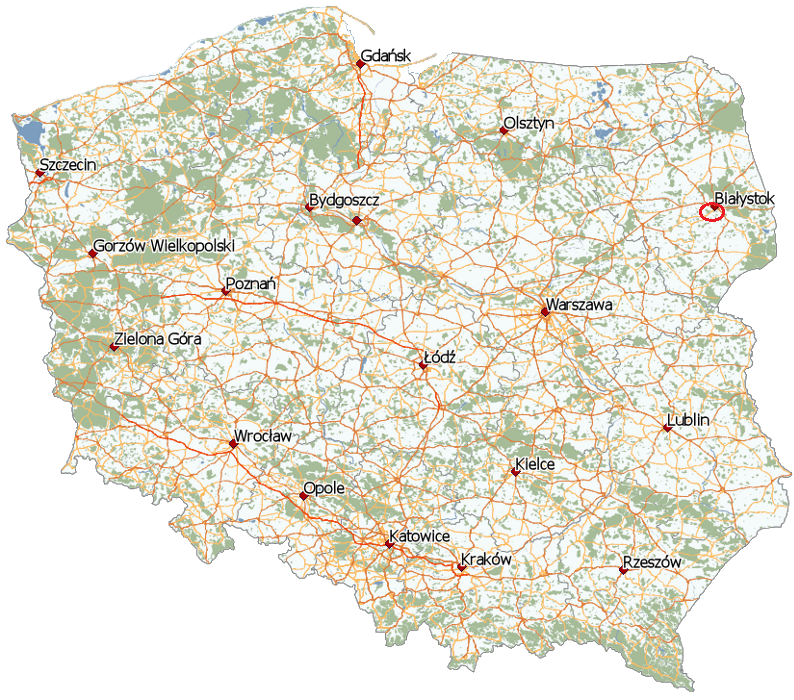 Gdańsk
Olsztyn
Szczecin
Białystok
Bydgoszcz
Gorzów Wielkopolski
Poznań
Warszawa
Zielona Góra
Łódź
Lublin
Wrocław
Kielce
Opole
Katowice
Kraków
Rzeszów